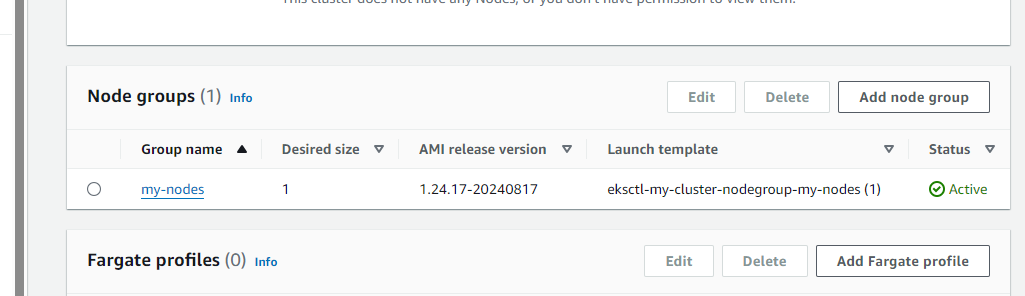 This cluster does not have any Nodes, or you don't have permission to view them.
Node groups (1) Info Edit Delete Add node group
Group name Desired size AMI release version Launch template Status
my-nodes 1 1.24.17-20240817 eksctl-my-cluster-nodegroup-my-nodes (1) Active
Fargate profiles (0) Info Edit Delete Add Fargate profile